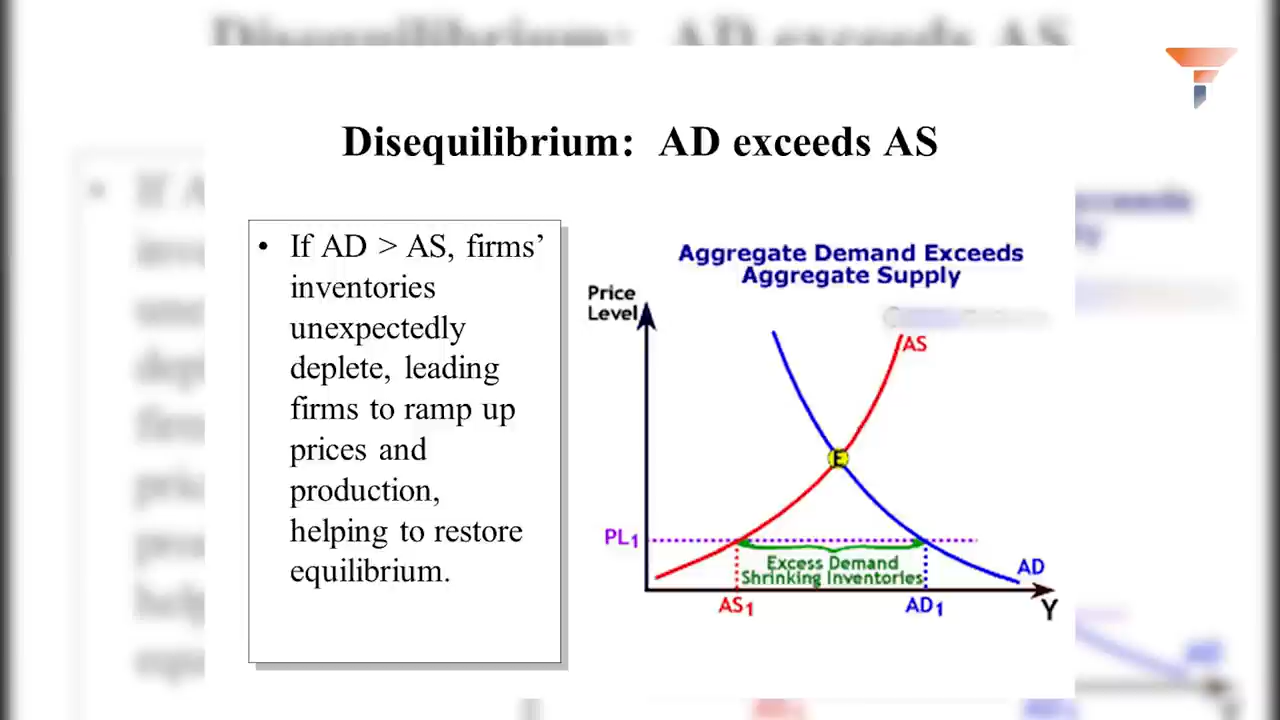 Disequilibrium: AD exceeds AS
• If AD > AS, firms’
inventories
unexpectedly
deplete, leading
firms to ramp up
prices and
production,
helping to restore
equilibrium.
Aggregate Demand Exceeds
Aggregate Supply
Price
Level
AS
E
PL1
Excess Demand
Shrinking Inventories
AD
AS1
AD1
Y